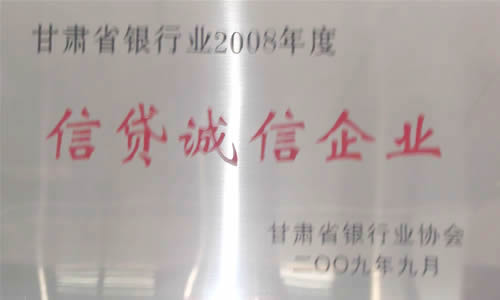 甘肃省银行业2008年度
信贷诚信企业
甘肃省银行业协会
二〇〇九年九月